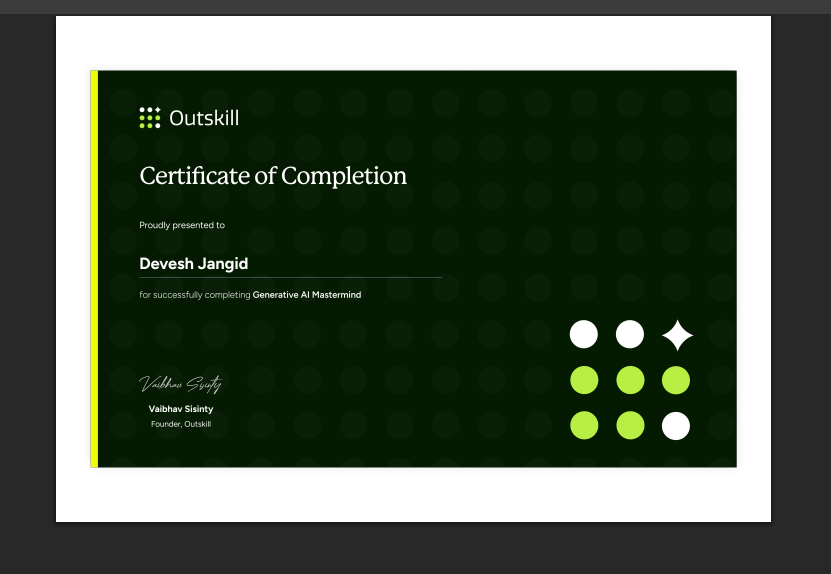 Outskill
Certificate of Completion
Proudly presented to
Devesh Jangid
for successfully completing Generative AI Mastermind
Vaibhav Sisinty
Vaibhav Sisinty
Founder, Outskill